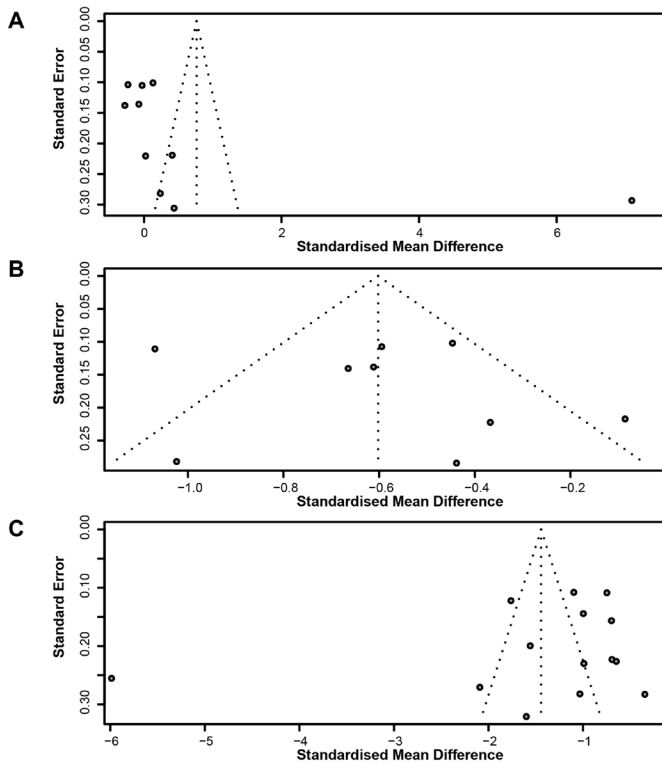 A
Standard Error
0.00
0.05
0.10
0.15
0.20
0.25
0.30
0 2 4 6
Standardised Mean Difference
B
Standard Error
0.00
0.05
0.10
0.15
0.20
0.25
−1.0 −0.8 −0.6 −0.4 −0.2
Standardised Mean Difference
C
Standard Error
0.00
0.10
0.20
0.30
−6 −5 −4 −3 −2 −1
Standardised Mean Difference